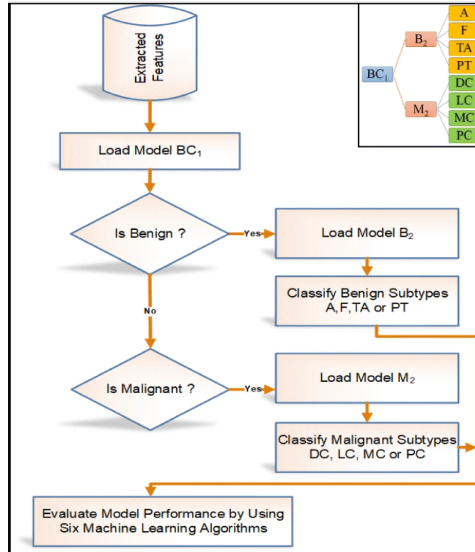 Extracted
Features
Load Model BC₁
Is Benign ?
Yes
Load Model B₂
Classify Benign Subtypes
A,F,TA or PT
No
Is Malignant ?
Yes
Load Model M₂
Classify Malignant Subtypes
DC, LC, MC or PC
Evaluate Model Performance by Using
Six Machine Learning Algorithms
BC₁
B₂
M₂
A
F
TA
PT
DC
LC
MC
PC